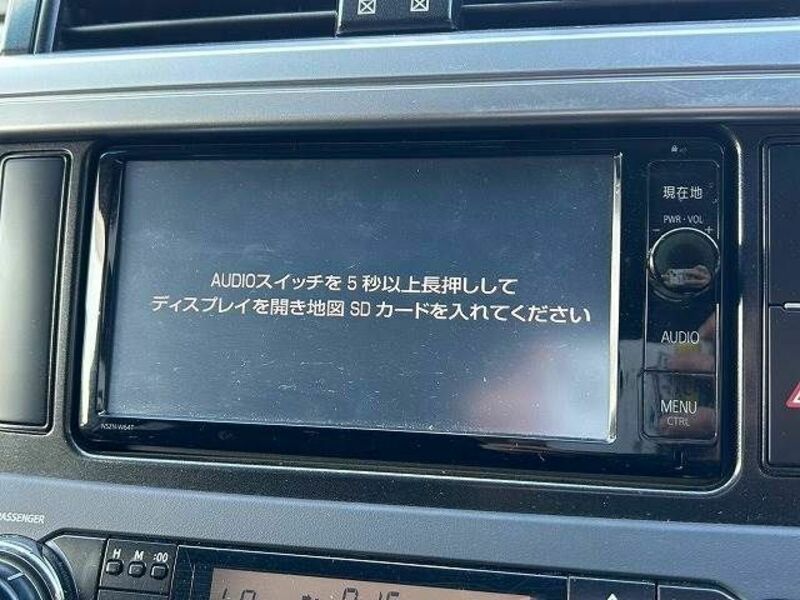 現在地
PWR・VOL
AUDIOスイッチを5秒以上長押しして
ディスプレイを開き地図SDカードを入れてください
AUDIO
MENU
CTRL
NSZN-W64T
PASSENGER
H M :00